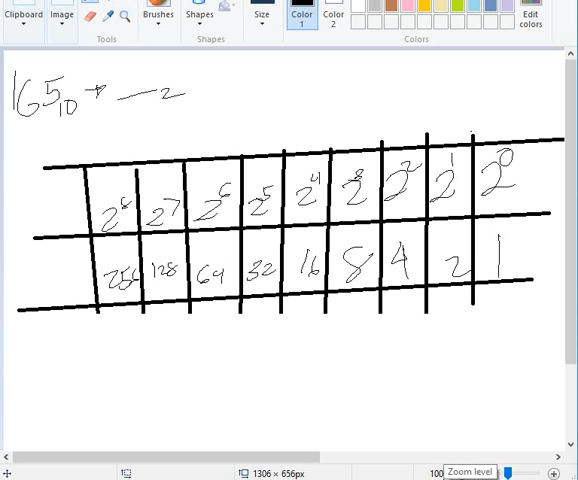 Clipboard Image Brushes Shapes Size Color 1 Color 2 Edit colors
Tools Shapes Colors
165₁₀ → __₂
2⁸ 2⁷ 2⁶ 2⁵ 2⁴ 2³ 2² 2¹ 2⁰
256 128 64 32 16 8 4 2 1
1306 × 656px 100 Zoom level